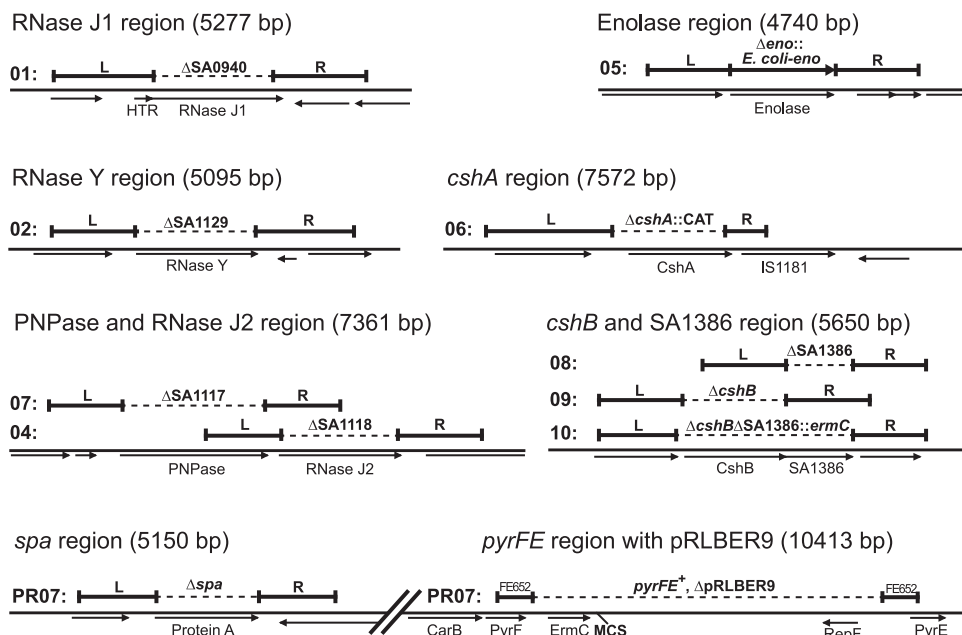 RNase J1 region (5277 bp)
01: L ΔSA0940 R
HTR RNase J1
Enolase region (4740 bp)
Δeno::
05: L E. coli-eno R
Enolase
RNase Y region (5095 bp)
02: L ΔSA1129 R
RNase Y
cshA region (7572 bp)
06: L ΔcshA::CAT R
CshA IS1181
PNPase and RNase J2 region (7361 bp)
07: L ΔSA1117 R
04: L ΔSA1118 R
PNPase RNase J2
cshB and SA1386 region (5650 bp)
08: L ΔSA1386 R
09: L ΔcshB R
10: L ΔcshBΔSA1386::ermC R
CshB SA1386
spa region (5150 bp)
PR07: L Δspa R
Protein A
pyrFE region with pRLBER9 (10413 bp)
PR07: FE652 pyrFE+, ΔpRLBER9 FE652
CarB PyrF ErmC MCS RepF PyrE